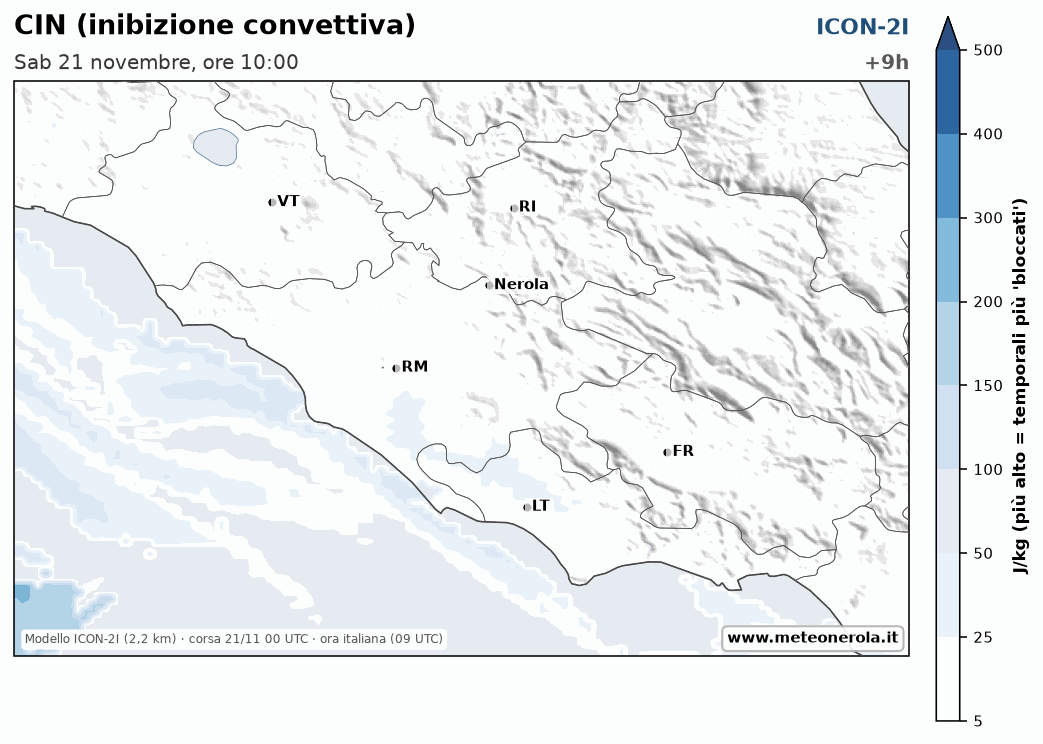 CIN (inibizione convettiva)
ICON-2I
Sab 21 novembre, ore 10:00
+9h
VT
RI
Nerola
RM
FR
LT
Modello ICON-2I (2,2 km) · corsa 21/11 00 UTC · ora italiana (09 UTC)
www.meteonerola.it
500
400
300
200
150
100
50
25
5
J/kg (più alto = temporali più 'bloccati')